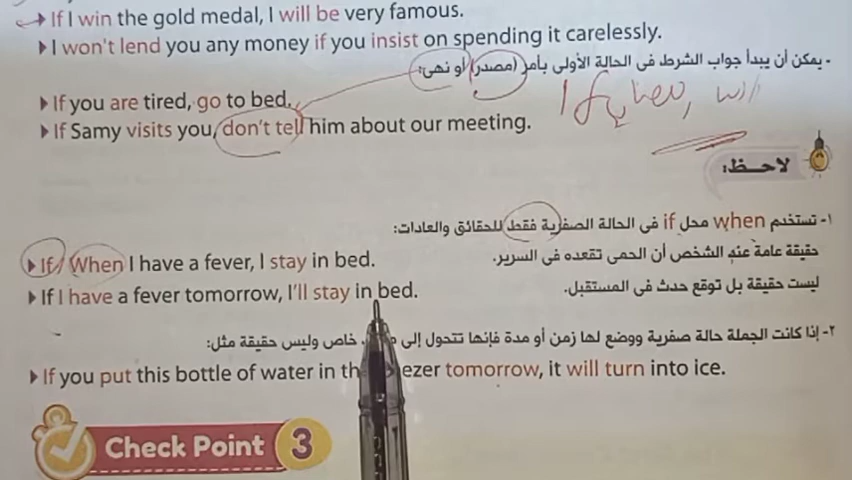 If I win the gold medal, I will be very famous.
I won't lend you any money if you insist on spending it carelessly.
- يمكن أن يبدأ جواب الشرط فى الحالة الأولى بأمر (مصدر) أو نهى:
If you are tired, go to bed.
If Samy visits you, don't tell him about our meeting.
لاحـظ:
١- تستخدم when محل if فى الحالة الصفرية فقط للحقائق والعادات:
If / When I have a fever, I stay in bed.
حقيقة عامة عند الشخص أن الحمى تقعده فى السرير.
If I have a fever tomorrow, I'll stay in bed.
ليست حقيقة بل توقع حدث فى المستقبل.
٢- إذا كانت الجملة حالة صفرية ووضع لها زمن أو مدة فإنها تتحول إلى خاص وليس حقيقة مثل:
If you put this bottle of water in the freezer tomorrow, it will turn into ice.
Check Point 3